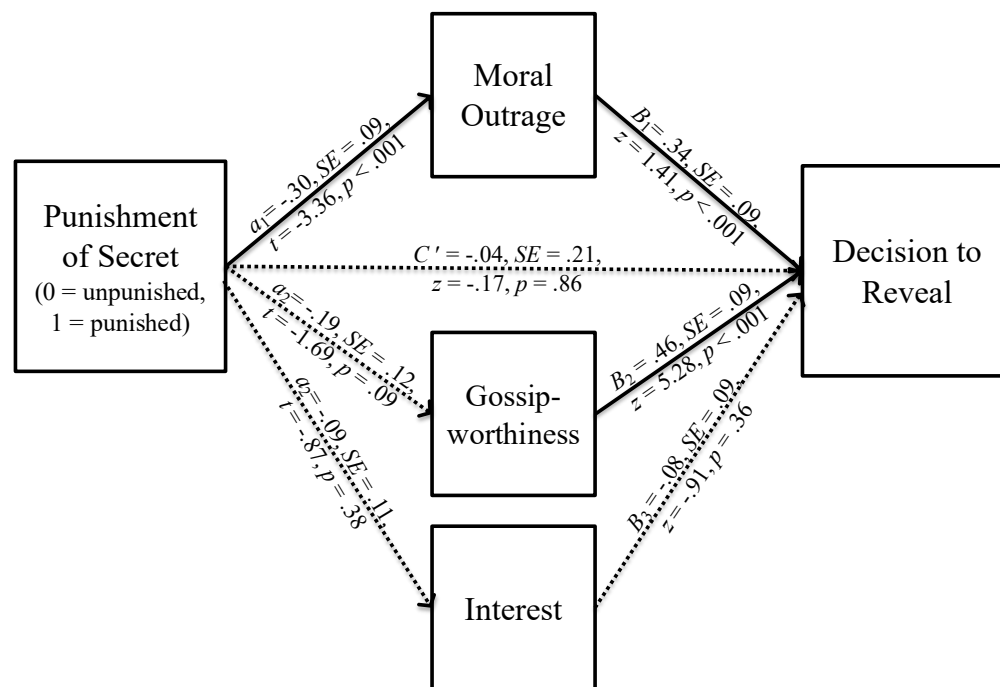 Moral
Outrage
a1= -.30, SE = .09,
t = -3.36, p < .001
B1= .34, SE = .09,
z = 1.41, p < .001
Punishment
of Secret
(0 = unpunished,
1 = punished)
C' = -.04, SE = .21,
z = -.17, p = .86
Decision to
Reveal
a2= -.19, SE = .12,
t = -1.69, p = .09
Gossip-
worthiness
B2 = .46, SE = .09,
z = 5.28, p < .001
a2= -.09, SE = .11,
t = -.87, p = .38
Interest
B3 = -.08, SE = .09,
z = -.91, p = .36